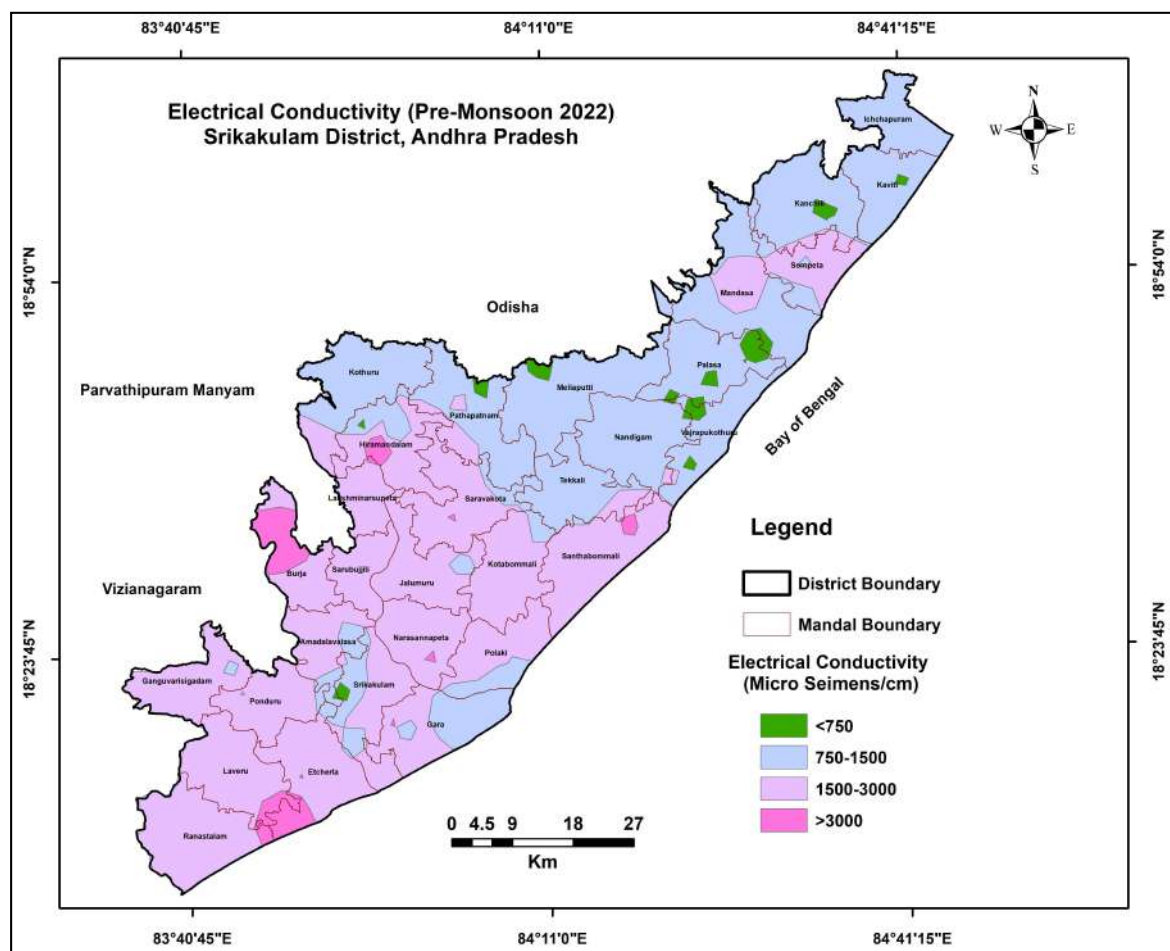 83°40'45"E
84°11'0"E
84°41'15"E
Electrical Conductivity (Pre-Monsoon 2022)
Srikakulam District, Andhra Pradesh
N
W
E
S
Ichchapuram
Kaviti
Kanchili
18°54'0"N
18°54'0"N
Sompeta
Mandasa
Odisha
Palasa
Kothuru
Meliaputti
Parvathipuram Manyam
Pathapatnam
Vajrapukothuru
Bay of Bengal
Nandigam
Hiramandalam
Tekkali
Lakshminarsupeta
Saravakota
Legend
Santhabommali
Kotabommali
Burja
Sarubujjili
Jalumuru
District Boundary
Vizianagaram
Mandal Boundary
Amadalavalasa
Narasannapeta
Polaki
18°23'45"N
18°23'45"N
Electrical Conductivity
(Micro Seimens/cm)
Ganguvarisigadam
Srikakulam
Ponduru
Gara
<750
750-1500
1500-3000
>3000
Laveru
Etcherla
Ranastalam
0 4.5 9 18 27
Km
83°40'45"E
84°11'0"E
84°41'15"E